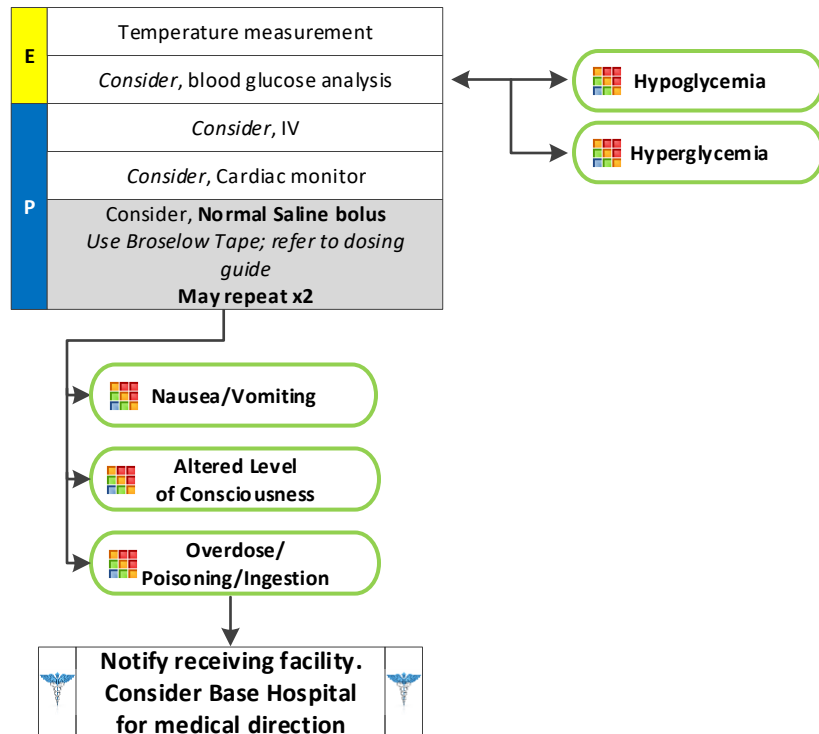 E
Temperature measurement
Consider, blood glucose analysis
Hypoglycemia
Hyperglycemia
P
Consider, IV
Consider, Cardiac monitor
Consider, Normal Saline bolus
Use Broselow Tape; refer to dosing
guide
May repeat x2
Nausea/Vomiting
Altered Level
of Consciousness
Overdose/
Poisoning/Ingestion
Notify receiving facility.
Consider Base Hospital
for medical direction